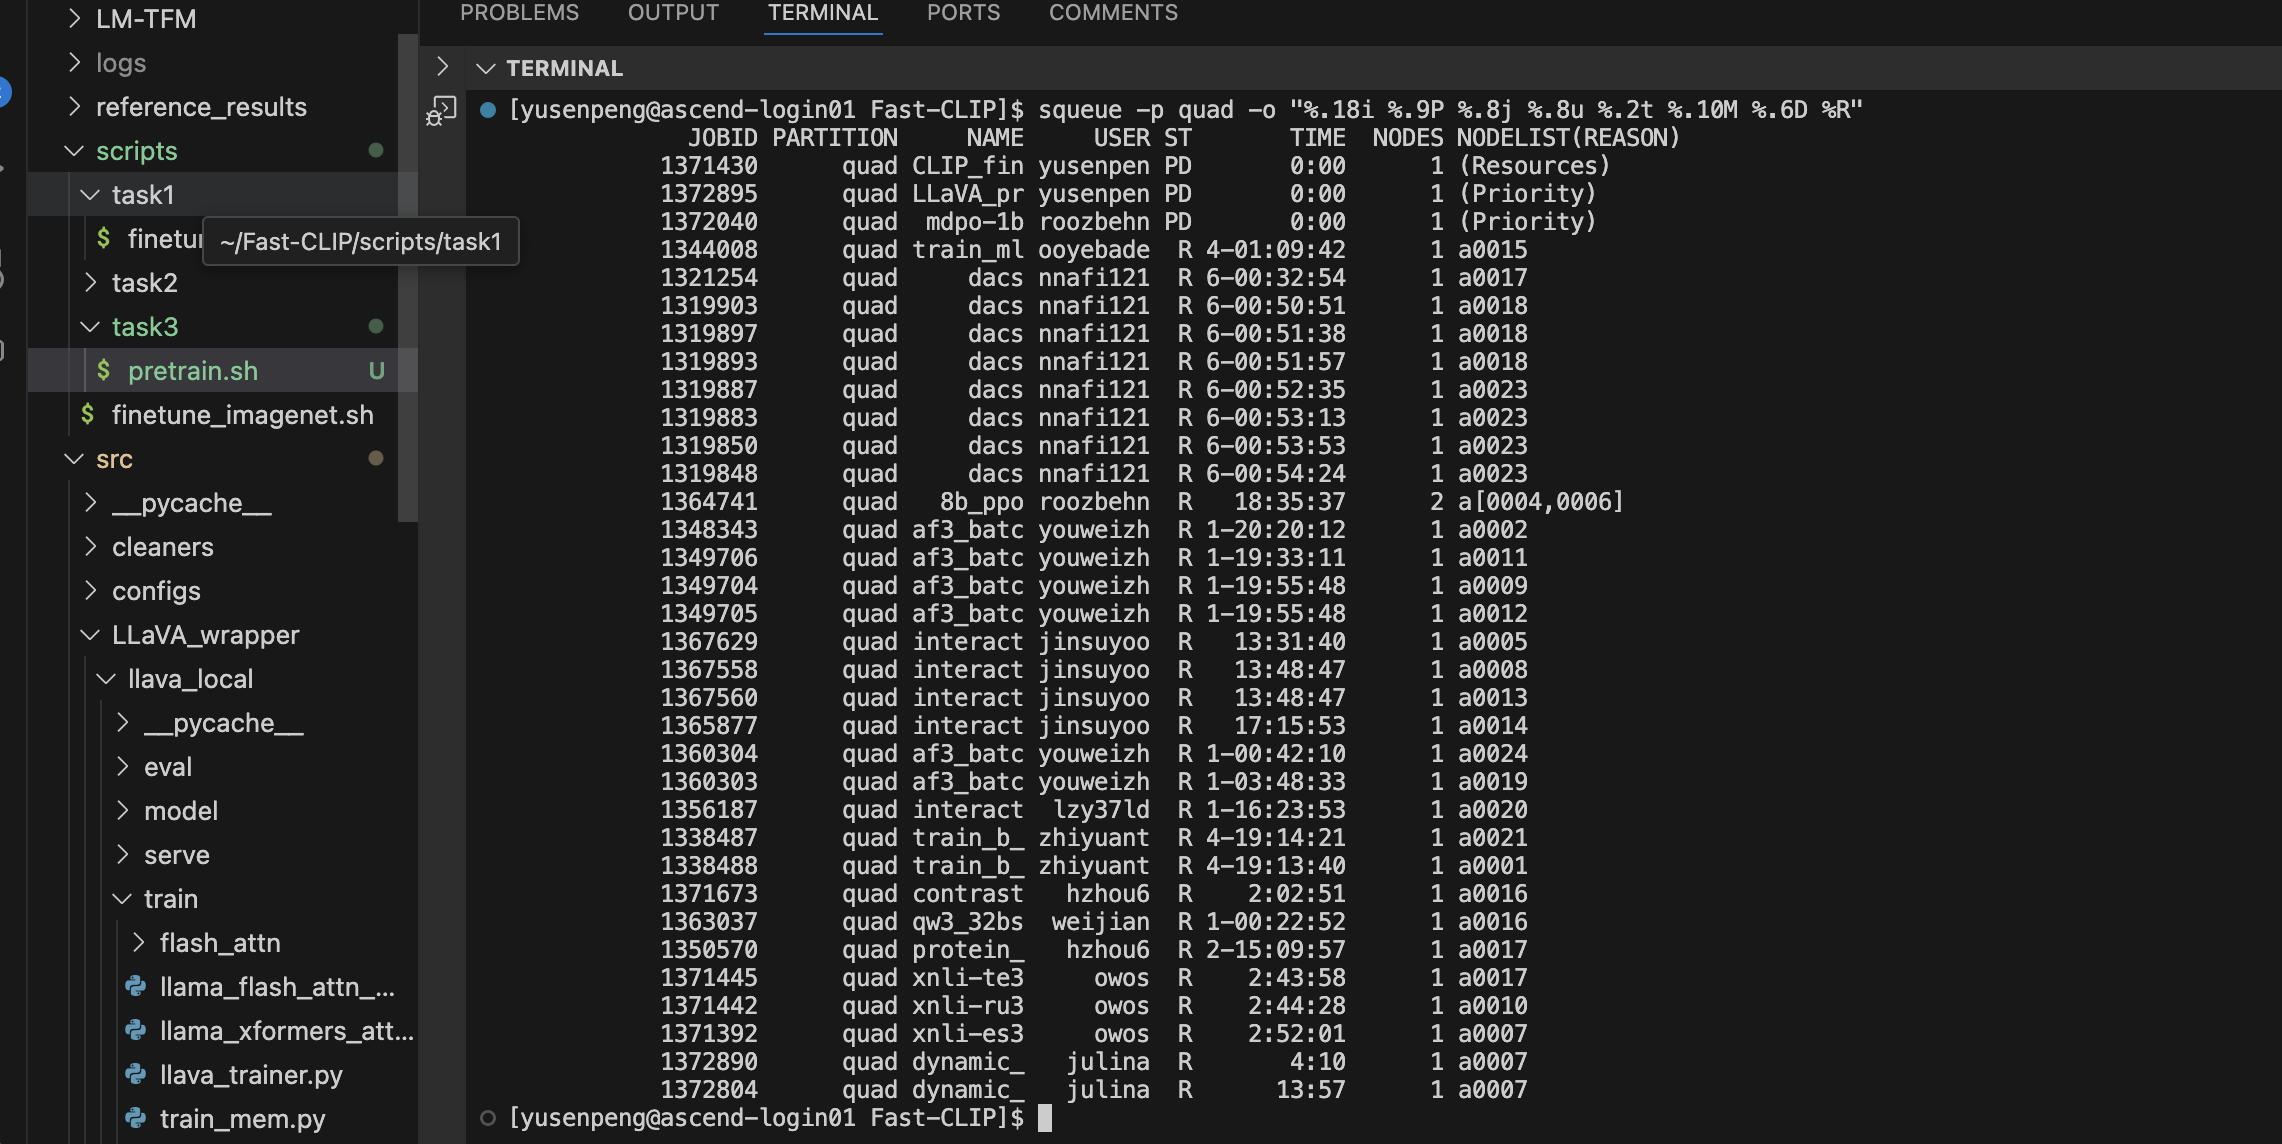 LM-TFM
logs
reference_results
scripts
task1
finetun
~/Fast-CLIP/scripts/task1
task2
task3
$ pretrain.sh U
$ finetune_imagenet.sh
src
__pycache__
cleaners
configs
LLaVA_wrapper
llava_local
__pycache__
eval
model
serve
train
flash_attn
llama_flash_attn_...
llama_xformers_att...
llava_trainer.py
train_mem.py
PROBLEMS OUTPUT TERMINAL PORTS COMMENTS
TERMINAL
[yusenpeng@ascend-login01 Fast-CLIP]$ squeue -p quad -o "%.18i %.9P %.8j %.8u %.2t %.10M %.6D %R"
JOBID PARTITION NAME USER ST TIME NODES NODELIST(REASON)
1371430 quad CLIP_fin yusenpen PD 0:00 1 (Resources)
1372895 quad LLaVA_pr yusenpen PD 0:00 1 (Priority)
1372040 quad mdpo-1b roozbehn PD 0:00 1 (Priority)
1344008 quad train_ml ooyebade R 4-01:09:42 1 a0015
1321254 quad dacs nnafi121 R 6-00:32:54 1 a0017
1319903 quad dacs nnafi121 R 6-00:50:51 1 a0018
1319897 quad dacs nnafi121 R 6-00:51:38 1 a0018
1319893 quad dacs nnafi121 R 6-00:51:57 1 a0018
1319887 quad dacs nnafi121 R 6-00:52:35 1 a0023
1319883 quad dacs nnafi121 R 6-00:53:13 1 a0023
1319850 quad dacs nnafi121 R 6-00:53:53 1 a0023
1319848 quad dacs nnafi121 R 6-00:54:24 1 a0023
1364741 quad 8b_ppo roozbehn R 18:35:37 2 a[0004,0006]
1348343 quad af3_batc youweizh R 1-20:20:12 1 a0002
1349706 quad af3_batc youweizh R 1-19:33:11 1 a0011
1349704 quad af3_batc youweizh R 1-19:55:48 1 a0009
1349705 quad af3_batc youweizh R 1-19:55:48 1 a0012
1367629 quad interact jinsuyoo R 13:31:40 1 a0005
1367558 quad interact jinsuyoo R 13:48:47 1 a0008
1367560 quad interact jinsuyoo R 13:48:47 1 a0013
1365877 quad interact jinsuyoo R 17:15:53 1 a0014
1360304 quad af3_batc youweizh R 1-00:42:10 1 a0024
1360303 quad af3_batc youweizh R 1-03:48:33 1 a0019
1356187 quad interact lzy37ld R 1-16:23:53 1 a0020
1338487 quad train_b_ zhiyuant R 4-19:14:21 1 a0021
1338488 quad train_b_ zhiyuant R 4-19:13:40 1 a0001
1371673 quad contrast hzhou6 R 2:02:51 1 a0016
1363037 quad qw3_32bs weijian R 1-00:22:52 1 a0016
1350570 quad protein_ hzhou6 R 2-15:09:57 1 a0017
1371445 quad xnli-te3 owos R 2:43:58 1 a0017
1371442 quad xnli-ru3 owos R 2:44:28 1 a0010
1371392 quad xnli-es3 owos R 2:52:01 1 a0007
1372890 quad dynamic_ julina R 4:10 1 a0007
1372804 quad dynamic_ julina R 13:57 1 a0007
[yusenpeng@ascend-login01 Fast-CLIP]$